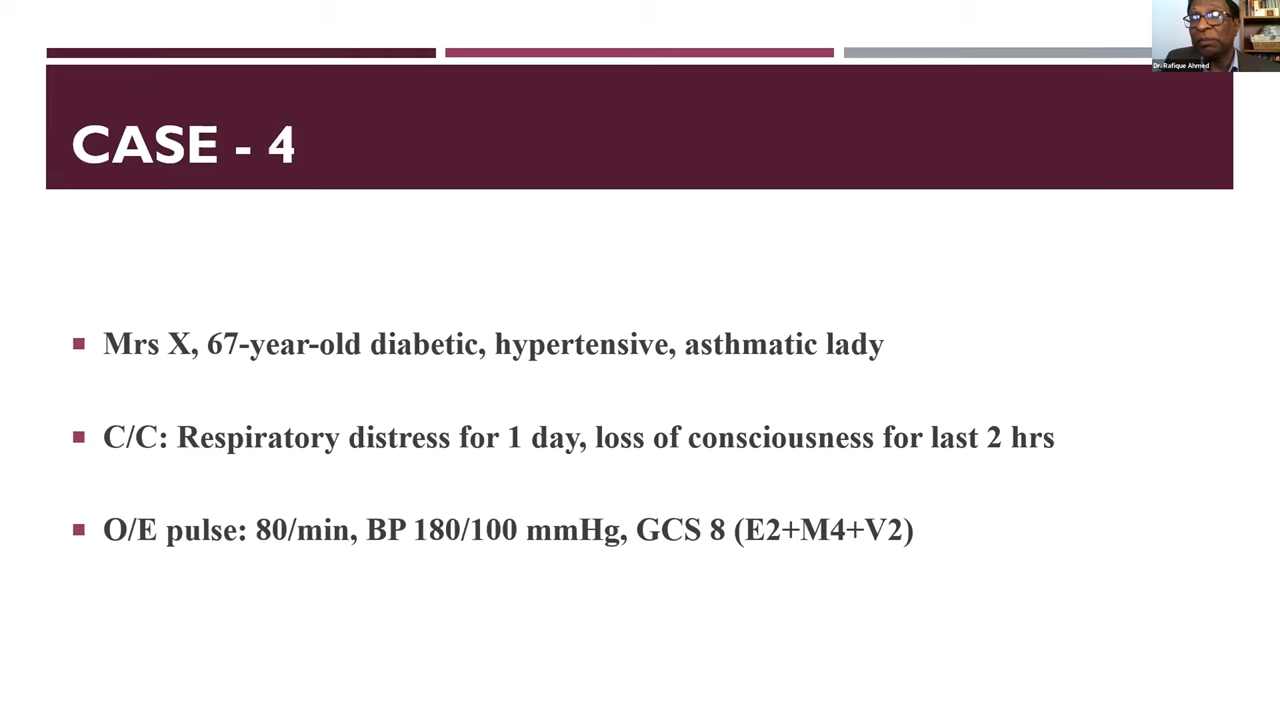 Dr. Rafique Ahmed
CASE - 4
Mrs X, 67-year-old diabetic, hypertensive, asthmatic lady
C/C: Respiratory distress for 1 day, loss of consciousness for last 2 hrs
O/E pulse: 80/min, BP 180/100 mmHg, GCS 8 (E2+M4+V2)